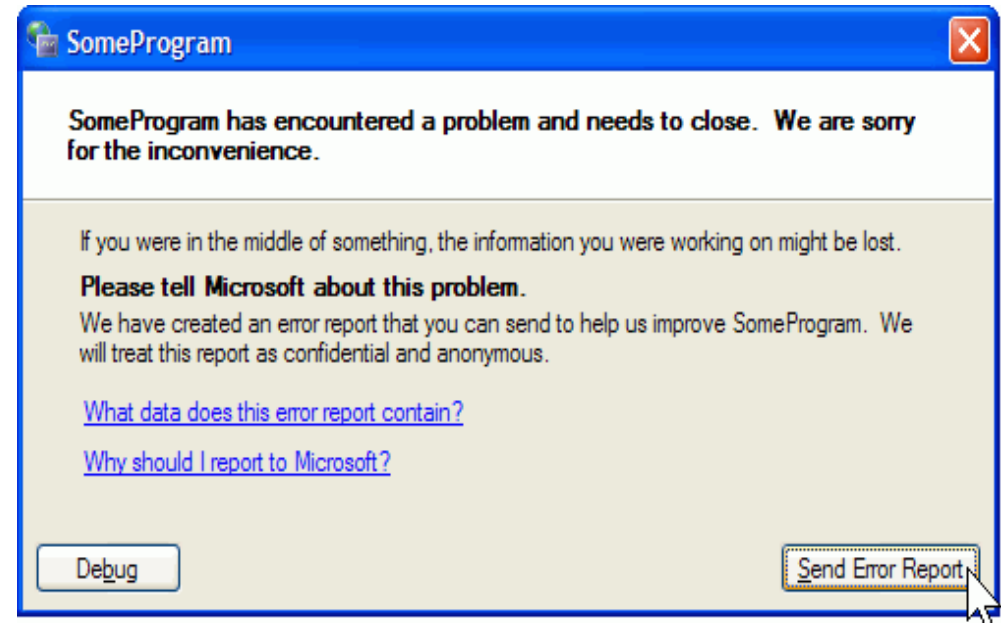 SomeProgram
SomeProgram has encountered a problem and needs to close.  We are sorry
for the inconvenience.
If you were in the middle of something, the information you were working on might be lost.
Please tell Microsoft about this problem.
We have created an error report that you can send to help us improve SomeProgram.  We
will treat this report as confidential and anonymous.
What data does this error report contain?
Why should I report to Microsoft?
Debug
Send Error Report